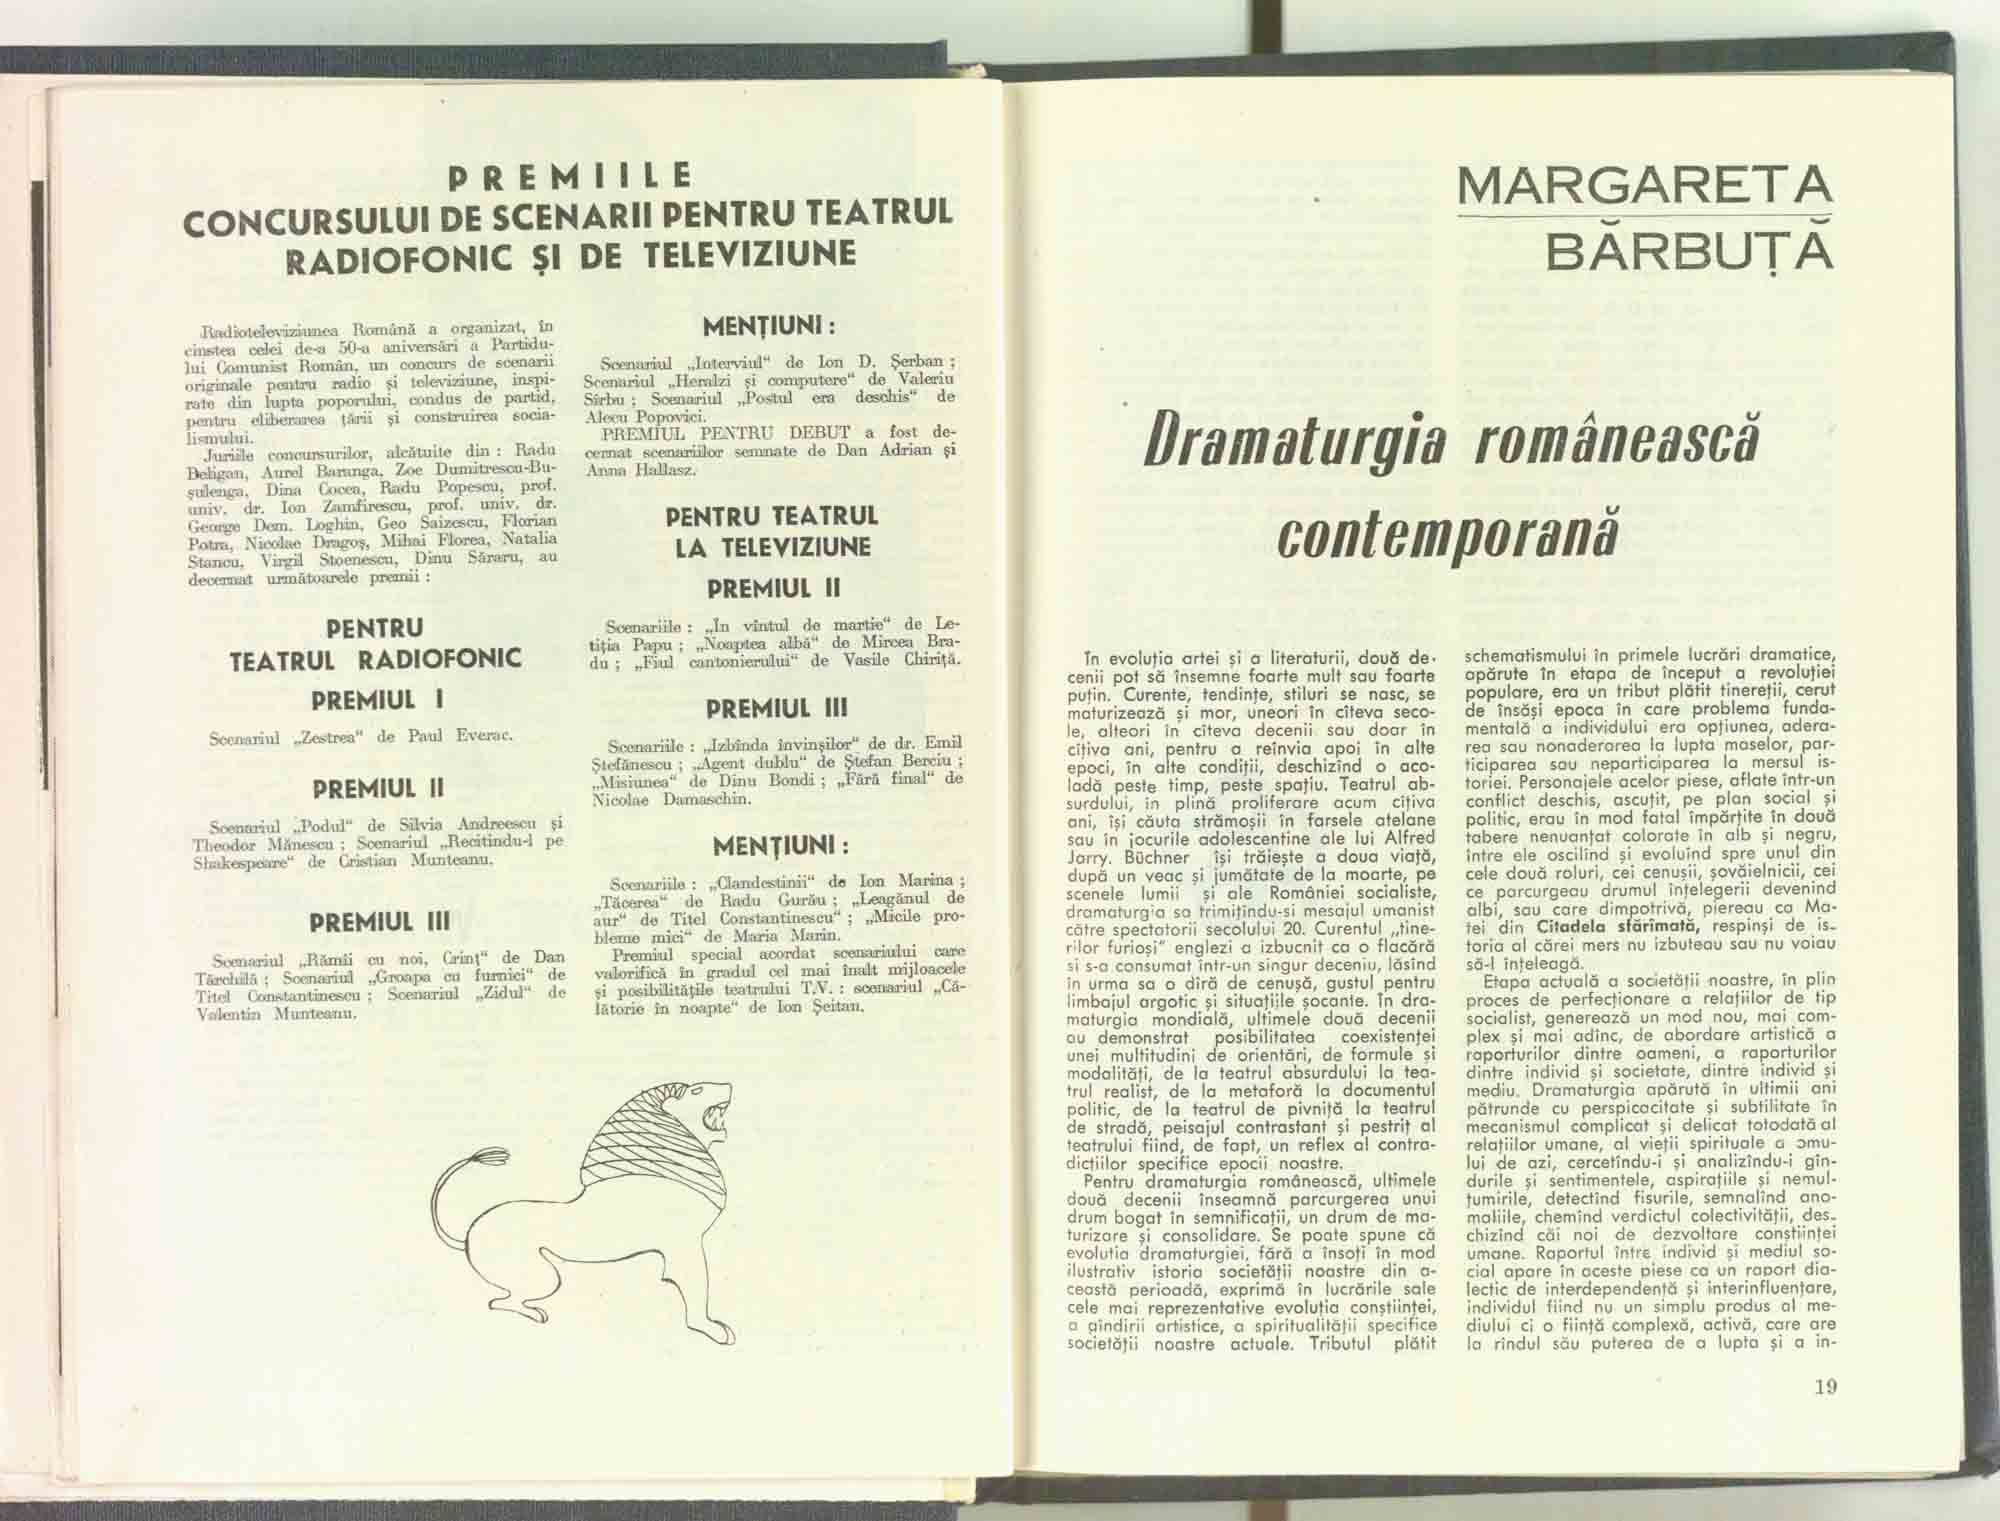 PREMIILE
CONCURSULUI DE SCENARII PENTRU TEATRUL
RADIOFONIC ȘI DE TELEVIZIUNE
Radioteleviziunea Română a organizat, în
cinstea celei de-a 50-a aniversări a Partidu-
lui Comunist Român, un concurs de scenarii
originale pentru radio și televiziune, inspi-
rate din lupta poporului, condus de partid,
pentru eliberarea țării și construirea socia-
lismului.
Juriile concursurilor, alcătuite din : Radu
Beligan, Aurel Baranga, Zoe Dumitrescu-Bu-
șulenga, Dina Cocea, Radu Popescu, prof.
univ. dr. Ion Zamfirescu, prof. univ. dr.
George Dem. Loghin, Geo Saizescu, Florian
Potra, Nicolae Dragoș, Mihai Florea, Natalia
Stancu, Virgil Stoenescu, Dinu Săraru, au
decernat următoarele premii :
PENTRU
TEATRUL RADIOFONIC
PREMIUL I
Scenariul „Zestrea“ de Paul Everac.
PREMIUL II
Scenariul „Podul“ de Silvia Andreescu și
Theodor Mănescu ; Scenariul „Recitindu-l pe
Shakespeare“ de Cristian Munteanu.
PREMIUL III
Scenariul „Rămîi cu noi, Crinț“ de Dan
Tărchilă ; Scenariul „Groapa cu furnici“ de
Titel Constantinescu ; Scenariul „Zidul“ de
Valentin Munteanu.
MENȚIUNI :
Scenariul „Interviul“ de Ion D. Șerban ;
Scenariul „Heralzi și computere“ de Valeriu
Sîrbu ; Scenariul „Postul era deschis“ de
Alecu Popovici.
PREMIUL PENTRU DEBUT a fost de-
cernat scenariilor semnate de Dan Adrian și
Anna Hallasz.
PENTRU TEATRUL
LA TELEVIZIUNE
PREMIUL II
Scenariile : „In vîntul de martie“ de Le-
tiția Papu ; „Noaptea albă“ de Mircea Bra-
du ; „Fiul cantonierului“ de Vasile Chiriță.
PREMIUL III
Scenariile : „Izbînda învinșilor“ de dr. Emil
Ștefănescu ; „Agent dublu“ de Ștefan Berciu ;
„Misiunea“ de Dinu Bondi ; „Fără final“ de
Nicolae Damaschin.
MENȚIUNI :
Scenariile : „Clandestinii“ de Ion Marina ;
„Tăcerea“ de Radu Gurău ; „Leagănul de
aur“ de Titel Constantinescu“ ; „Micile pro-
bleme mici“ de Maria Marin.
Premiul special acordat scenariului care
valorifică în gradul cel mai înalt mijloacele
și posibilitățile teatrului T.V. : scenariul „Că-
lătorie în noapte“ de Ion Șeitan.
MARGARETA
BĂRBUȚĂ
Dramaturgia românească
contemporană
În evoluția artei și a literaturii, două de-
cenii pot să însemne foarte mult sau foarte
puțin. Curente, tendințe, stiluri se nasc, se
maturizează și mor, uneori în cîteva seco-
le, alteori în cîteva decenii sau doar în
cîțiva ani, pentru a reînvia apoi în alte
epoci, în alte condiții, deschizînd o aco-
ladă peste timp, peste spațiu. Teatrul ab-
surdului, în plină proliferare acum cîțiva
ani, își căuta strămoșii în farsele atelane
sau în jocurile adolescentine ale lui Alfred
Jarry. Büchner își trăiește a doua viață,
după un veac și jumătate de la moarte, pe
scenele lumii și ale României socialiste,
dramaturgia sa trimițîndu-si mesajul umanist
către spectatorii secolului 20. Curentul „tine-
rilor furioși“ englezi a izbucnit ca o flacără
si s-a consumat într-un singur deceniu, lăsînd
în urma sa o dîră de cenușă, gustul pentru
limbajul argotic și situațiile șocante. În dra-
maturgia mondială, ultimele două decenii
au demonstrat posibilitatea coexistenței
unei multitudini de orientări, de formule și
modalități, de la teatrul absurdului la tea-
trul realist, de la metaforă la documentul
politic, de la teatrul de pivniță la teatrul
de stradă, peisajul contrastant și pestriț al
teatrului fiind, de fapt, un reflex al contra-
dicțiilor specifice epocii noastre.
Pentru dramaturgia românească, ultimele
două decenii înseamnă parcurgerea unui
drum bogat în semnificații, un drum de ma-
turizare și consolidare. Se poate spune că
evoluția dramaturgiei, fără a însoți în mod
ilustrativ istoria societății noastre din a-
ceastă perioadă, exprimă în lucrările sale
cele mai reprezentative evoluția conștiinței,
a gîndirii artistice, a spiritualității specifice
societății noastre actuale. Tributul plătit
schematismului în primele lucrări dramatice,
apărute în etapa de început a revoluției
populare, era un tribut plătit tinereții, cerut
de însăși epoca în care problema funda-
mentală a individului era opțiunea, adera-
rea sau nonaderarea la lupta maselor, par-
ticiparea sau neparticiparea la mersul is-
toriei. Personajele acelor piese, aflate într-un
conflict deschis, ascuțit, pe plan social și
politic, erau în mod fatal împărțite în două
tabere nenuanțat colorate în alb și negru,
între ele oscilînd și evoluînd spre unul din
cele două roluri, cei cenușii, șovăielnicii, cei
ce parcurgeau drumul înțelegerii devenind
albi, sau care dimpotrivă, piereau ca Ma-
tei din Citadela sfărîmată, respinși de is-
toria al cărei mers nu izbuteau sau nu voiau
să-l înțeleagă.
Etapa actuală a societății noastre, în plin
proces de perfecționare a relațiilor de tip
socialist, generează un mod nou, mai com-
plex și mai adînc, de abordare artistică a
raporturilor dintre oameni, a raporturilor
dintre individ și societate, dintre individ și
mediu. Dramaturgia apărută în ultimii ani
pătrunde cu perspicacitate și subtilitate în
mecanismul complicat și delicat totodată al
relațiilor umane, al vieții spirituale a omu-
lui de azi, cercetîndu-i și analizîndu-i gîn-
durile și sentimentele, aspirațiile și nemul-
țumirile, detectînd fisurile, semnalînd ano-
maliile, chemînd verdictul colectivității, des-
chizînd căi noi de dezvoltare conștiinței
umane. Raportul între individ și mediul so-
cial apare în aceste piese ca un raport dia-
lectic de interdependență și interinfluențare,
individul fiind nu un simplu produs al me-
diului ci o ființă complexă, activă, care are
la rîndul său puterea de a lupta și a in-
19